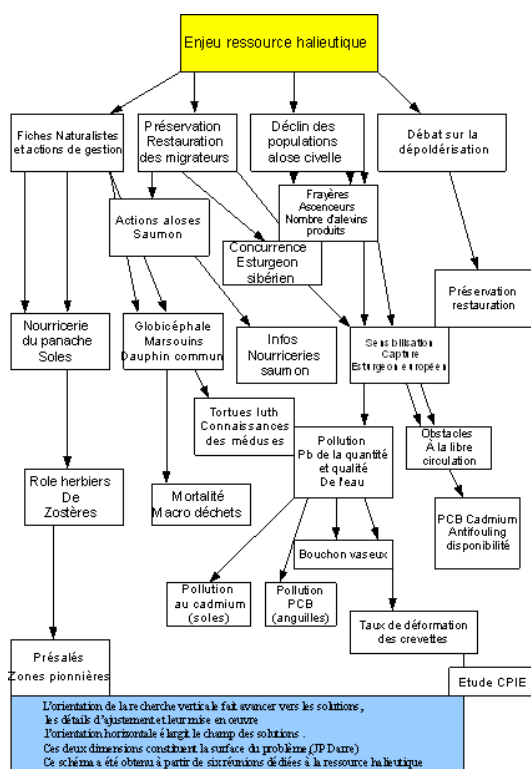 Enjeu ressource halieutique
Fiches Naturalistes
et actions de gestion
Préservation
Restauration
des migrateurs
Déclin des
populations
alose civelle
Débat sur la
dépoldérisation
Actions aloses
Saumon
Frayères
Ascenceurs
Nombre d'alevins
produits
Concurrence
Esturgeon
sibérien
Préservation
restauration
Nourricerie
du panache
Soles
Globicéphale
Marsouins
Dauphin commun
Infos
Nourriceries
saumon
Sensibilisation
Capture
Esturgeon européen
Tortues luth
Connaissances
des méduses
Pollution
Pb de la quantité
et qualité
De l'eau
Obstacles
À la libre
circulation
Role herbiers
De
Zostères
Mortalité
Macro déchets
PCB Cadmium
Antifouling
disponibilité
Bouchon vaseux
Pollution
au cadmium
(soles)
Pollution
PCB
(anguilles)
Taux de déformation
des crevettes
Présalés
Zones pionnières
Etude CPIE
L'orientation de la recherche verticale fait avancer vers les solutions,
les détails d'ajustement et leur mise en œuvre
l'orientation horizontale élargit le champs des solutions .
Ces deux dimensions constituent la surface du problème,(JP Darre)
Ce schéma a été obtenu à partir de six réunions dédiées à la ressource halieutique